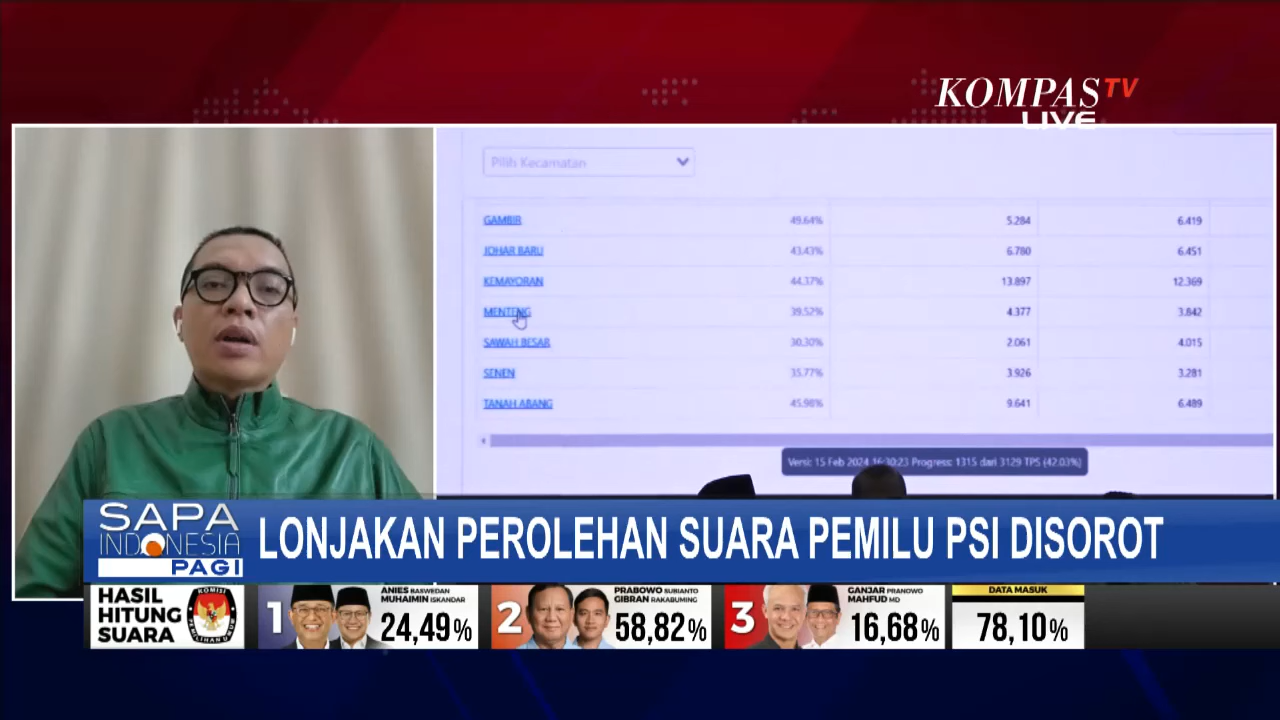 KOMPAS TV
LIVE
Pilih Kecamatan
GAMBIR 49.64% 5.284 6.419
JOHAR BARU 43.43% 6.780 6.451
KEMAYORAN 44.37% 13.897 12.369
MENTENG 39.52% 4.377 3.842
SAWAH BESAR 30.30% 2.061 4.015
SENEN 35.77% 3.926 3.281
TANAH ABANG 45.98% 9.641 6.489
Versi: 15 Feb 2024 16:30:23 Progress: 1315 dari 3129 TPS (42.03%)
SAPA
INDONESIA
PAGI
LONJAKAN PEROLEHAN SUARA PEMILU PSI DISOROT
HASIL
HITUNG
SUARA
KOMISI
PEMILIHAN UMUM
1
ANIES BASWEDAN
MUHAIMIN ISKANDAR
24,49%
2
PRABOWO SUBIANTO
GIBRAN RAKABUMING
58,82%
3
GANJAR PRANOWO
MAHFUD MD
16,68%
DATA MASUK
78,10%